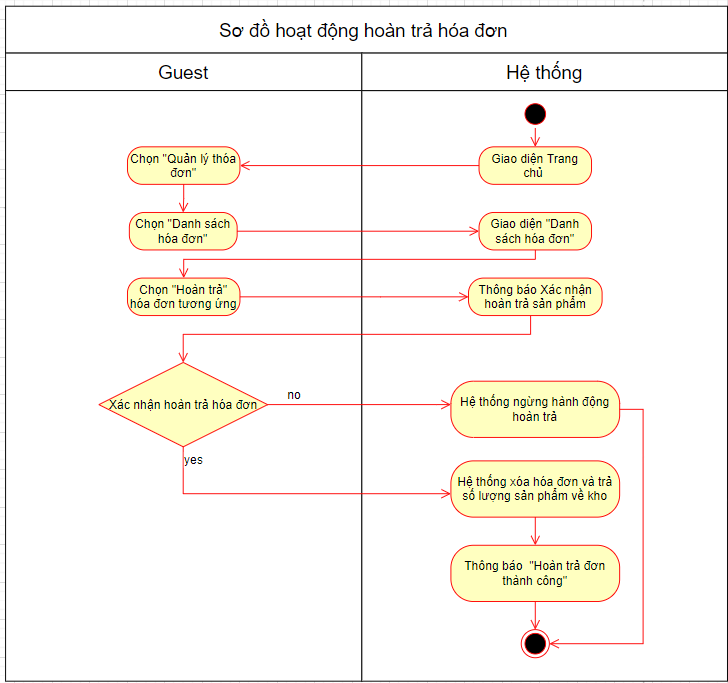 Sơ đồ hoạt động hoàn trả hóa đơn
Guest
Hệ thống
Giao diện Trang
chủ
Chọn "Quản lý thóa
đơn"
Chọn "Danh sách
hóa đơn"
Giao diện "Danh
sách hóa đơn"
Chọn "Hoàn trả"
hóa đơn tương ứng
Thông báo Xác nhận
hoàn trả sản phẩm
Xác nhận hoàn trả hóa đơn
no
Hệ thống ngừng hành động
hoàn trả
yes
Hệ thống xóa hóa đơn và trả
số lượng sản phẩm về kho
Thông báo "Hoàn trả đơn
thành công"